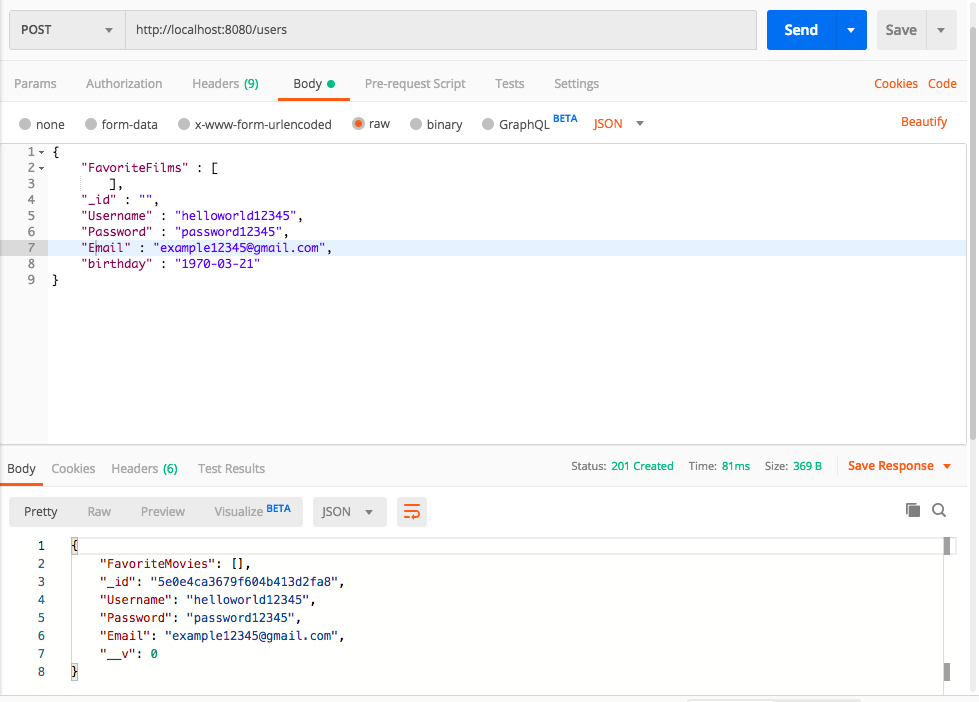 POST http://localhost:8080/users Send Save
Params Authorization Headers (9) Body Pre-request Script Tests Settings Cookies Code
none form-data x-www-form-urlencoded raw binary GraphQL BETA JSON Beautify
1 {
2 "FavoriteFilms" : [
3 ],
4 "_id" : "",
5 "Username" : "helloworld12345",
6 "Password" : "password12345",
7 "Email" : "example12345@gmail.com",
8 "birthday" : "1970-03-21"
9 }
Body Cookies Headers (6) Test Results Status: 201 Created Time: 81ms Size: 369 B Save Response
Pretty Raw Preview Visualize BETA JSON
1 {
2 "FavoriteMovies": [],
3 "_id": "5e0e4ca3679f604b413d2fa8",
4 "Username": "helloworld12345",
5 "Password": "password12345",
6 "Email": "example12345@gmail.com",
7 "__v": 0
8 }